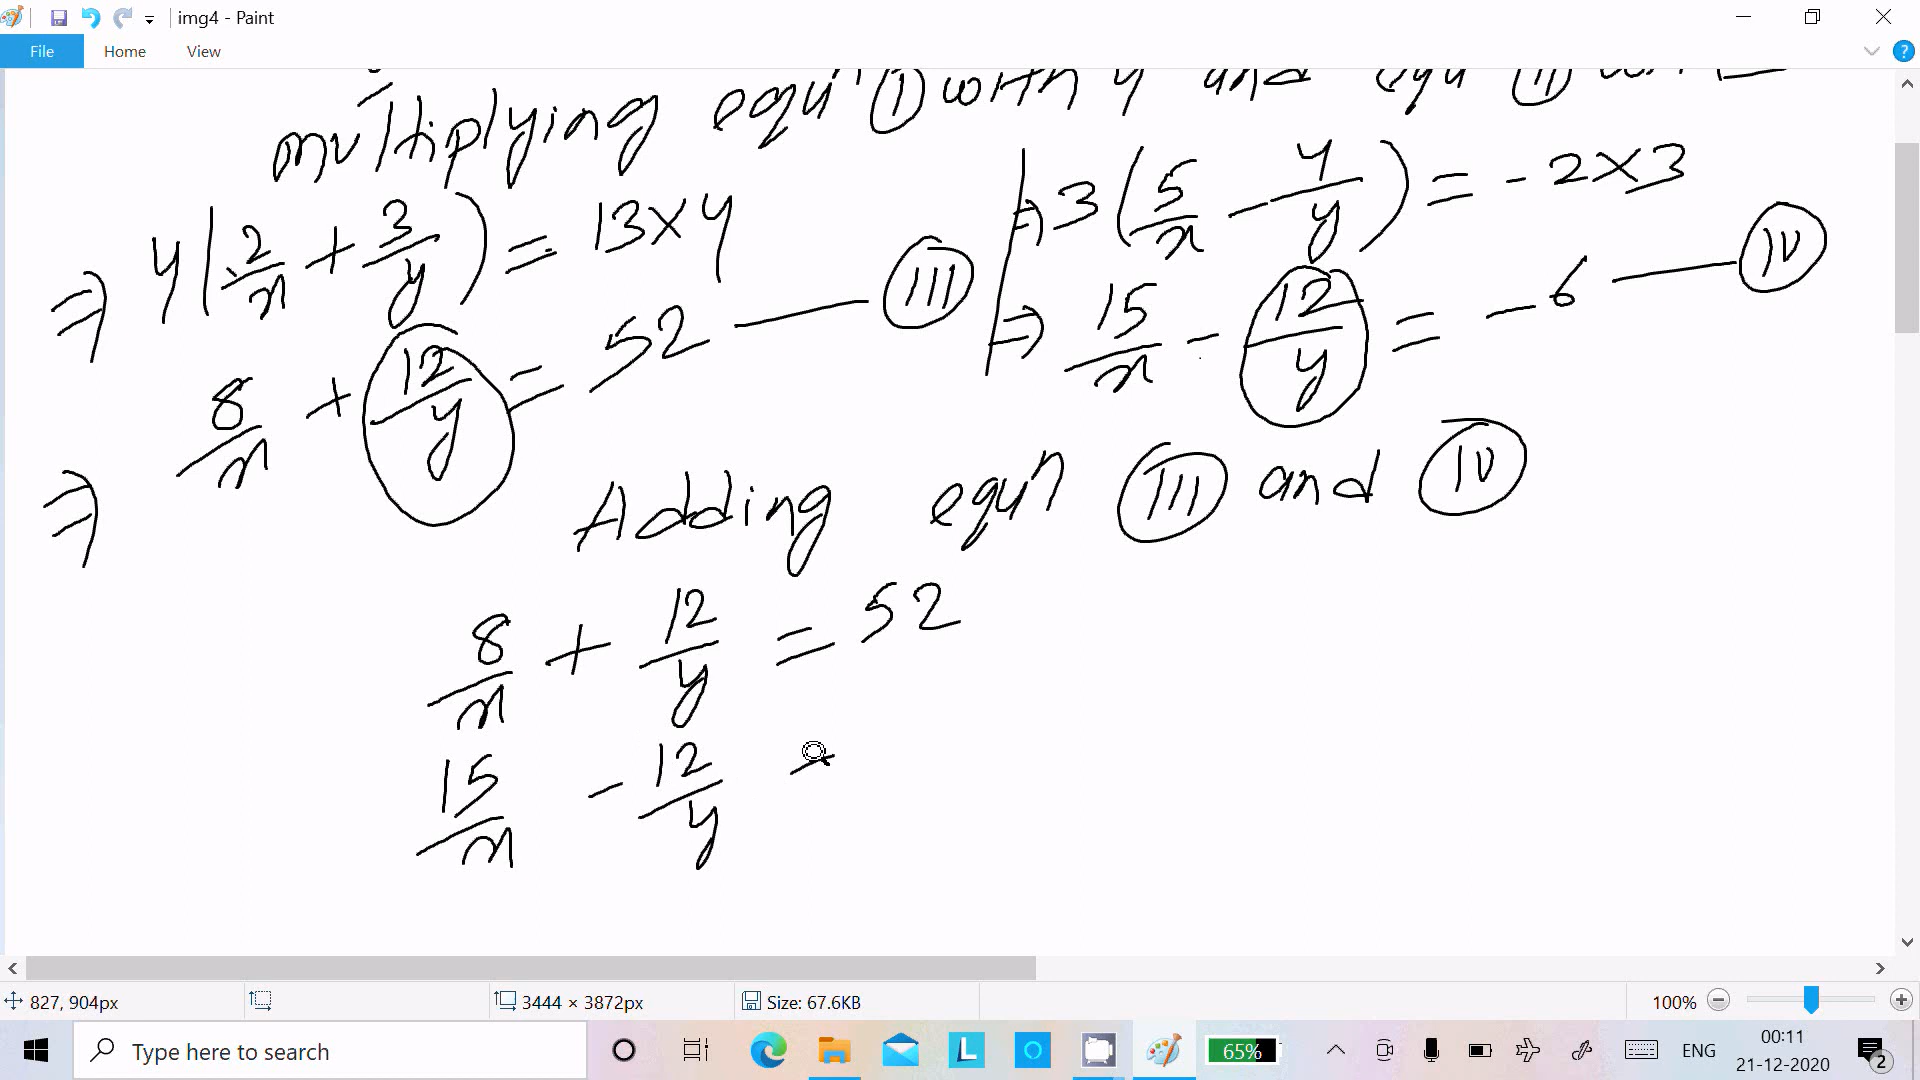 img4 - Paint
File Home View
multiplying equn (I) with 4 and equn (II) with
⇒ 4(2/x + 3/y) = 13×4
8/x + 12/y = 52 — (III)
⇒
⇒ 3(5/x - 4/y) = -2×3
⇒ 15/x - 12/y = -6 — (IV)
Adding equn (III) and (IV)
8/x + 12/y = 52
15/x - 12/y
827, 904px 3444 × 3872px Size: 67.6KB 100%
Type here to search 65% ENG 00:11
21-12-2020 2